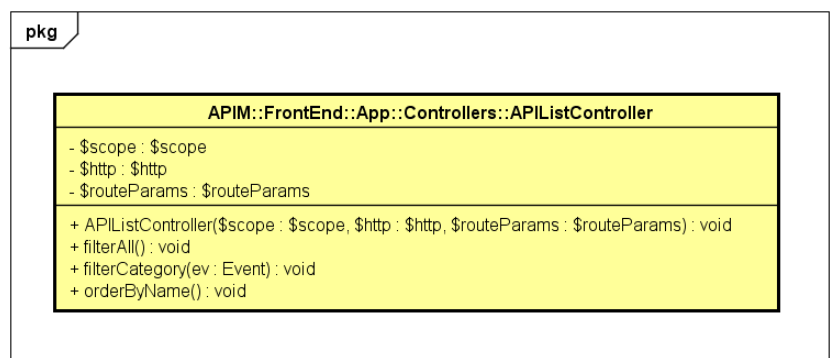 pkg
APIM::FrontEnd::App::Controllers::APIListController
- $scope : $scope
- $http : $http
- $routeParams : $routeParams
+ APIListController($scope : $scope, $http : $http, $routeParams : $routeParams) : void
+ filterAll() : void
+ filterCategory(ev : Event) : void
+ orderByName() : void